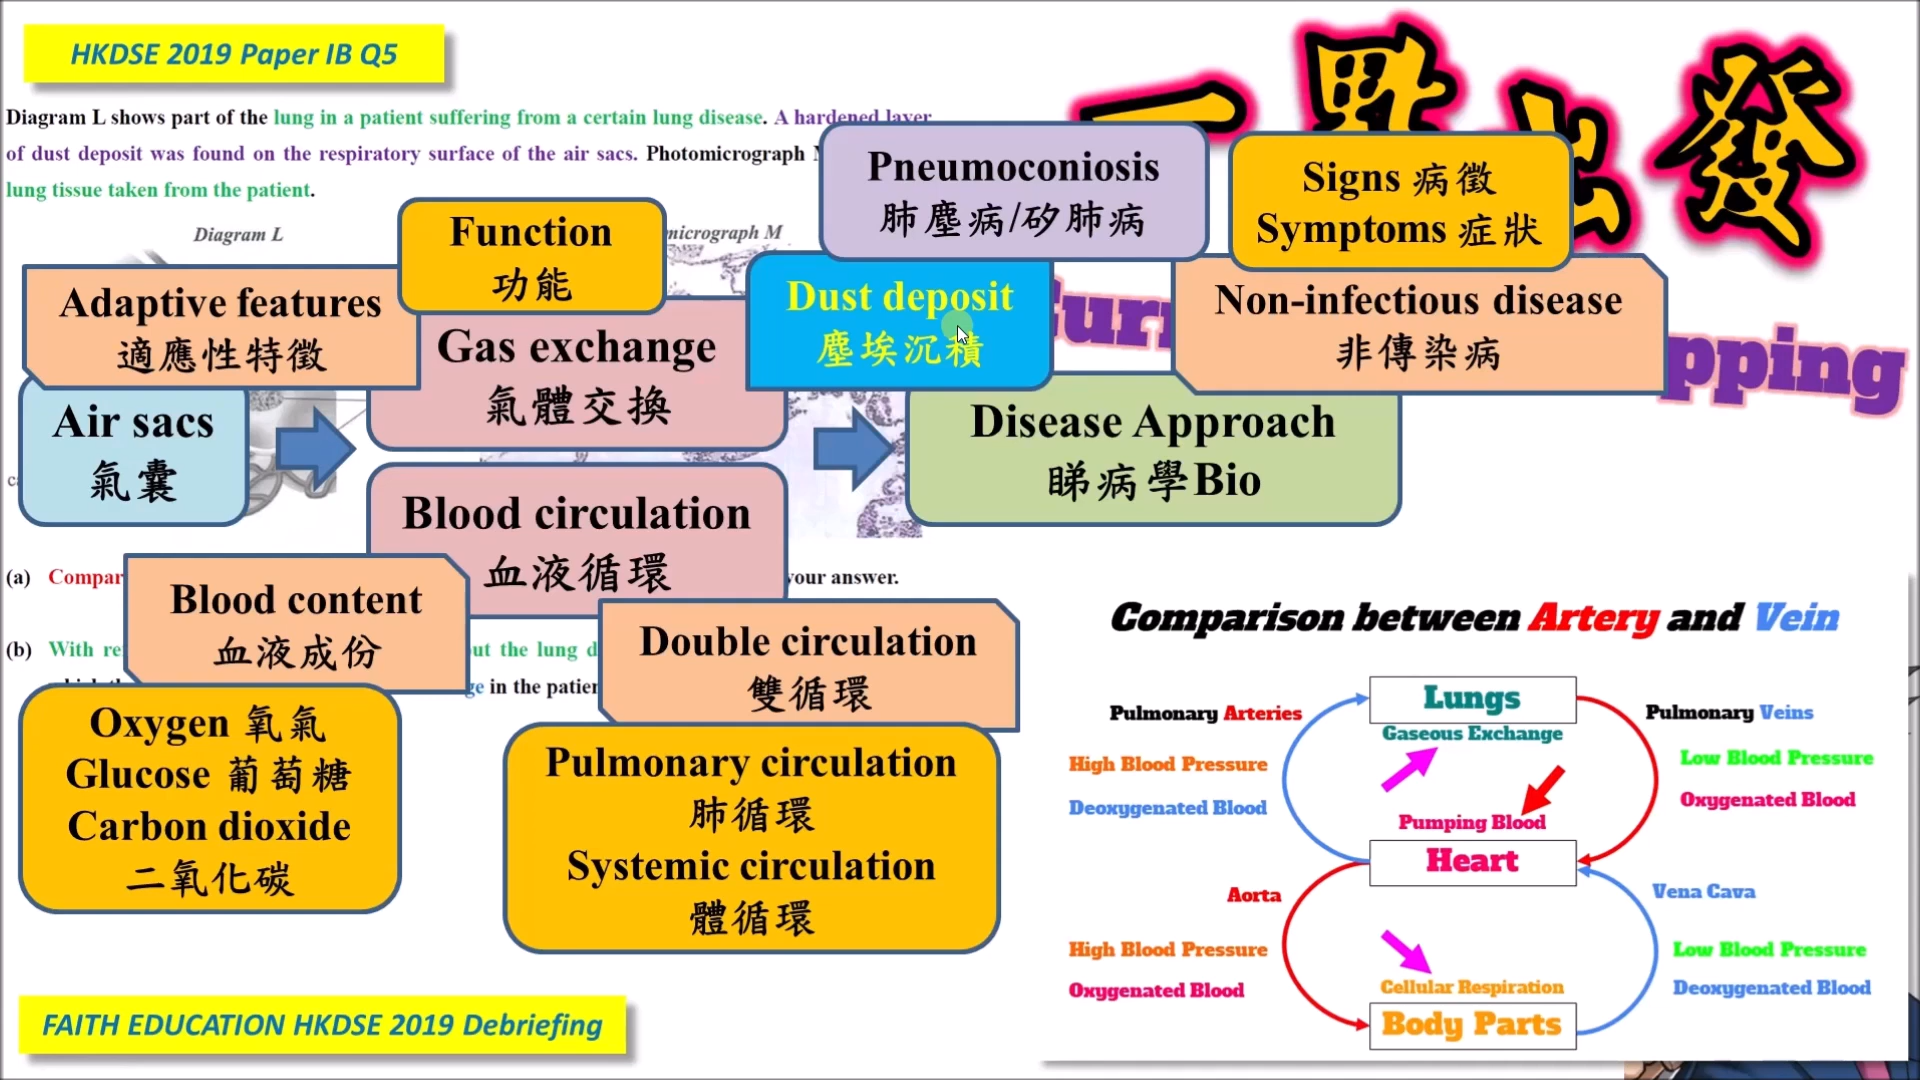 HKDSE 2019 Paper IB Q5
一點出發
Diagram L shows part of the lung in a patient suffering from a certain lung disease. A hardened layer
of dust deposit was found on the respiratory surface of the air sacs. Photomicrograph
lung tissue taken from the patient.
Diagram L
micrograph M
Pneumoconiosis
肺塵病/矽肺病
Signs 病徵
Symptoms 症狀
Function
功能
Adaptive features
適應性特徵
Gas exchange
氣體交換
Dust deposit
塵埃沉積
Non-infectious disease
非傳染病
pping
Air sacs
氣囊
Disease Approach
睇病學Bio
Blood circulation
血液循環
(a) Compar
your answer.
Blood content
血液成份
Double circulation
雙循環
(b) With re
ut the lung d
in the patien
Oxygen 氧氣
Glucose 葡萄糖
Carbon dioxide
二氧化碳
Pulmonary circulation
肺循環
Systemic circulation
體循環
Comparison between Artery and Vein
Lungs
Gaseous Exchange
Pulmonary Arteries
Pulmonary Veins
High Blood Pressure
Low Blood Pressure
Deoxygenated Blood
Oxygenated Blood
Pumping Blood
Heart
Aorta
Vena Cava
High Blood Pressure
Low Blood Pressure
Oxygenated Blood
Deoxygenated Blood
Cellular Respiration
Body Parts
FAITH EDUCATION HKDSE 2019 Debriefing